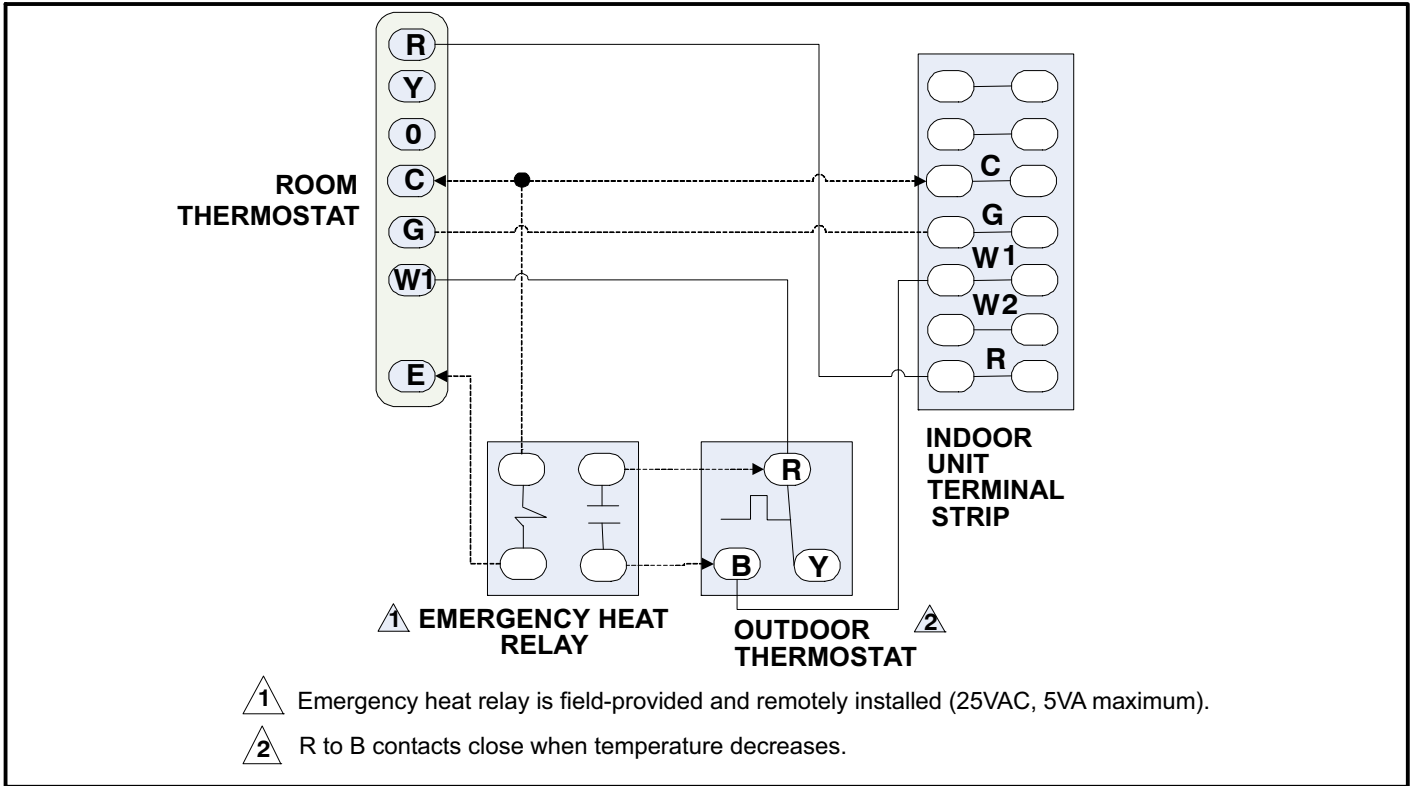 R
Y
0
C
G
W1
E
ROOM
THERMOSTAT
C
G
W1
W2
R
INDOOR
UNIT
TERMINAL
STRIP
R
B
Y
1 EMERGENCY HEAT
RELAY
OUTDOOR
THERMOSTAT
2
1 Emergency heat relay is field-provided and remotely installed (25VAC, 5VA maximum).
2 R to B contacts close when temperature decreases.